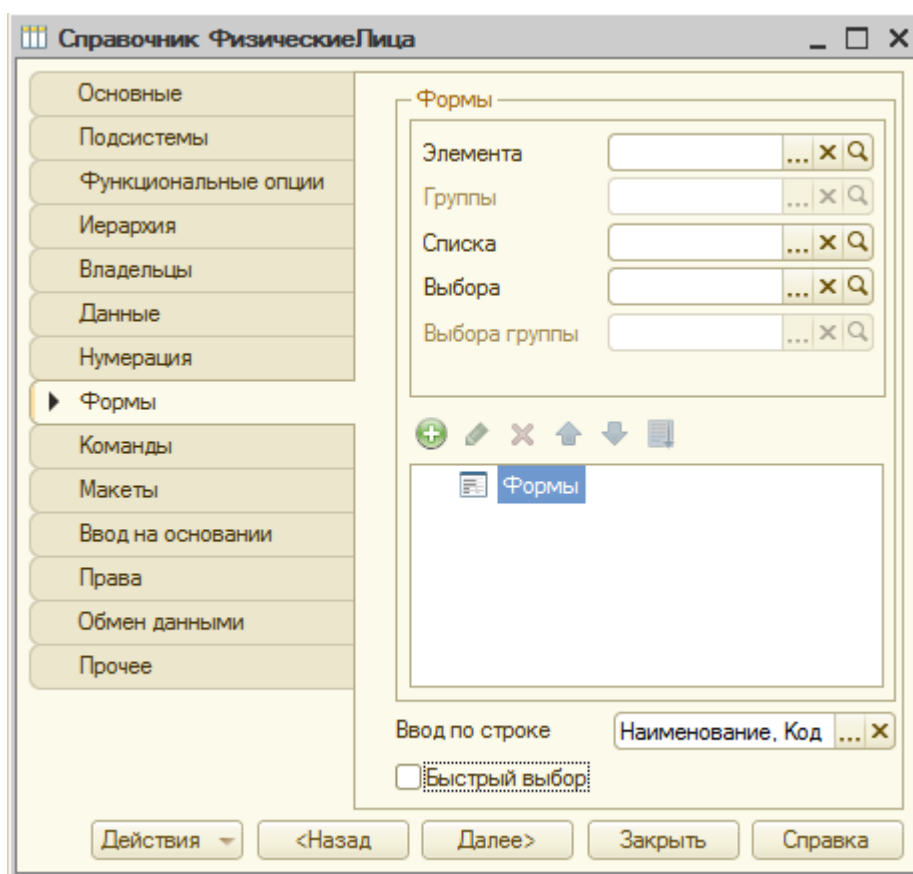 Справочник ФизическиеЛица
Основные
Подсистемы
Функциональные опции
Иерархия
Владельцы
Данные
Нумерация
Формы
Команды
Макеты
Ввод на основании
Права
Обмен данными
Прочее
Формы
Элемента
Группы
Списка
Выбора
Выбора группы
Формы
Ввод по строке
Наименование, Код
Быстрый выбор
Действия
<Назад
Далее>
Закрыть
Справка